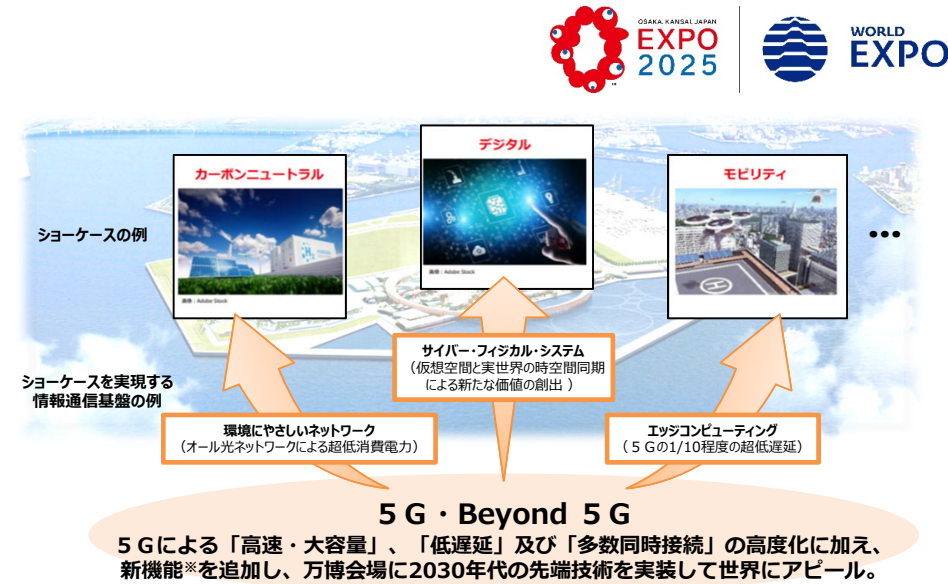 OSAKA, KANSAI, JAPAN
EXPO
2025
WORLD
EXPO
デジタル
カーボンニュートラル
モビリティ
ショーケースの例
•••
画像：Adobe Stock
画像：Adobe Stock
サイバー・フィジカル・システム
（仮想空間と実世界の時空間同期
による新たな価値の創出 ）
ショーケースを実現する
情報通信基盤の例
環境にやさしいネットワーク
（オール光ネットワークによる超低消費電力）
エッジコンピューティング
（５Ｇの1/10程度の超低遅延）
５Ｇ・Beyond ５Ｇ
５Ｇによる「高速・大容量」、「低遅延」及び「多数同時接続」の高度化に加え、
新機能※を追加し、万博会場に2030年代の先端技術を実装して世界にアピール。